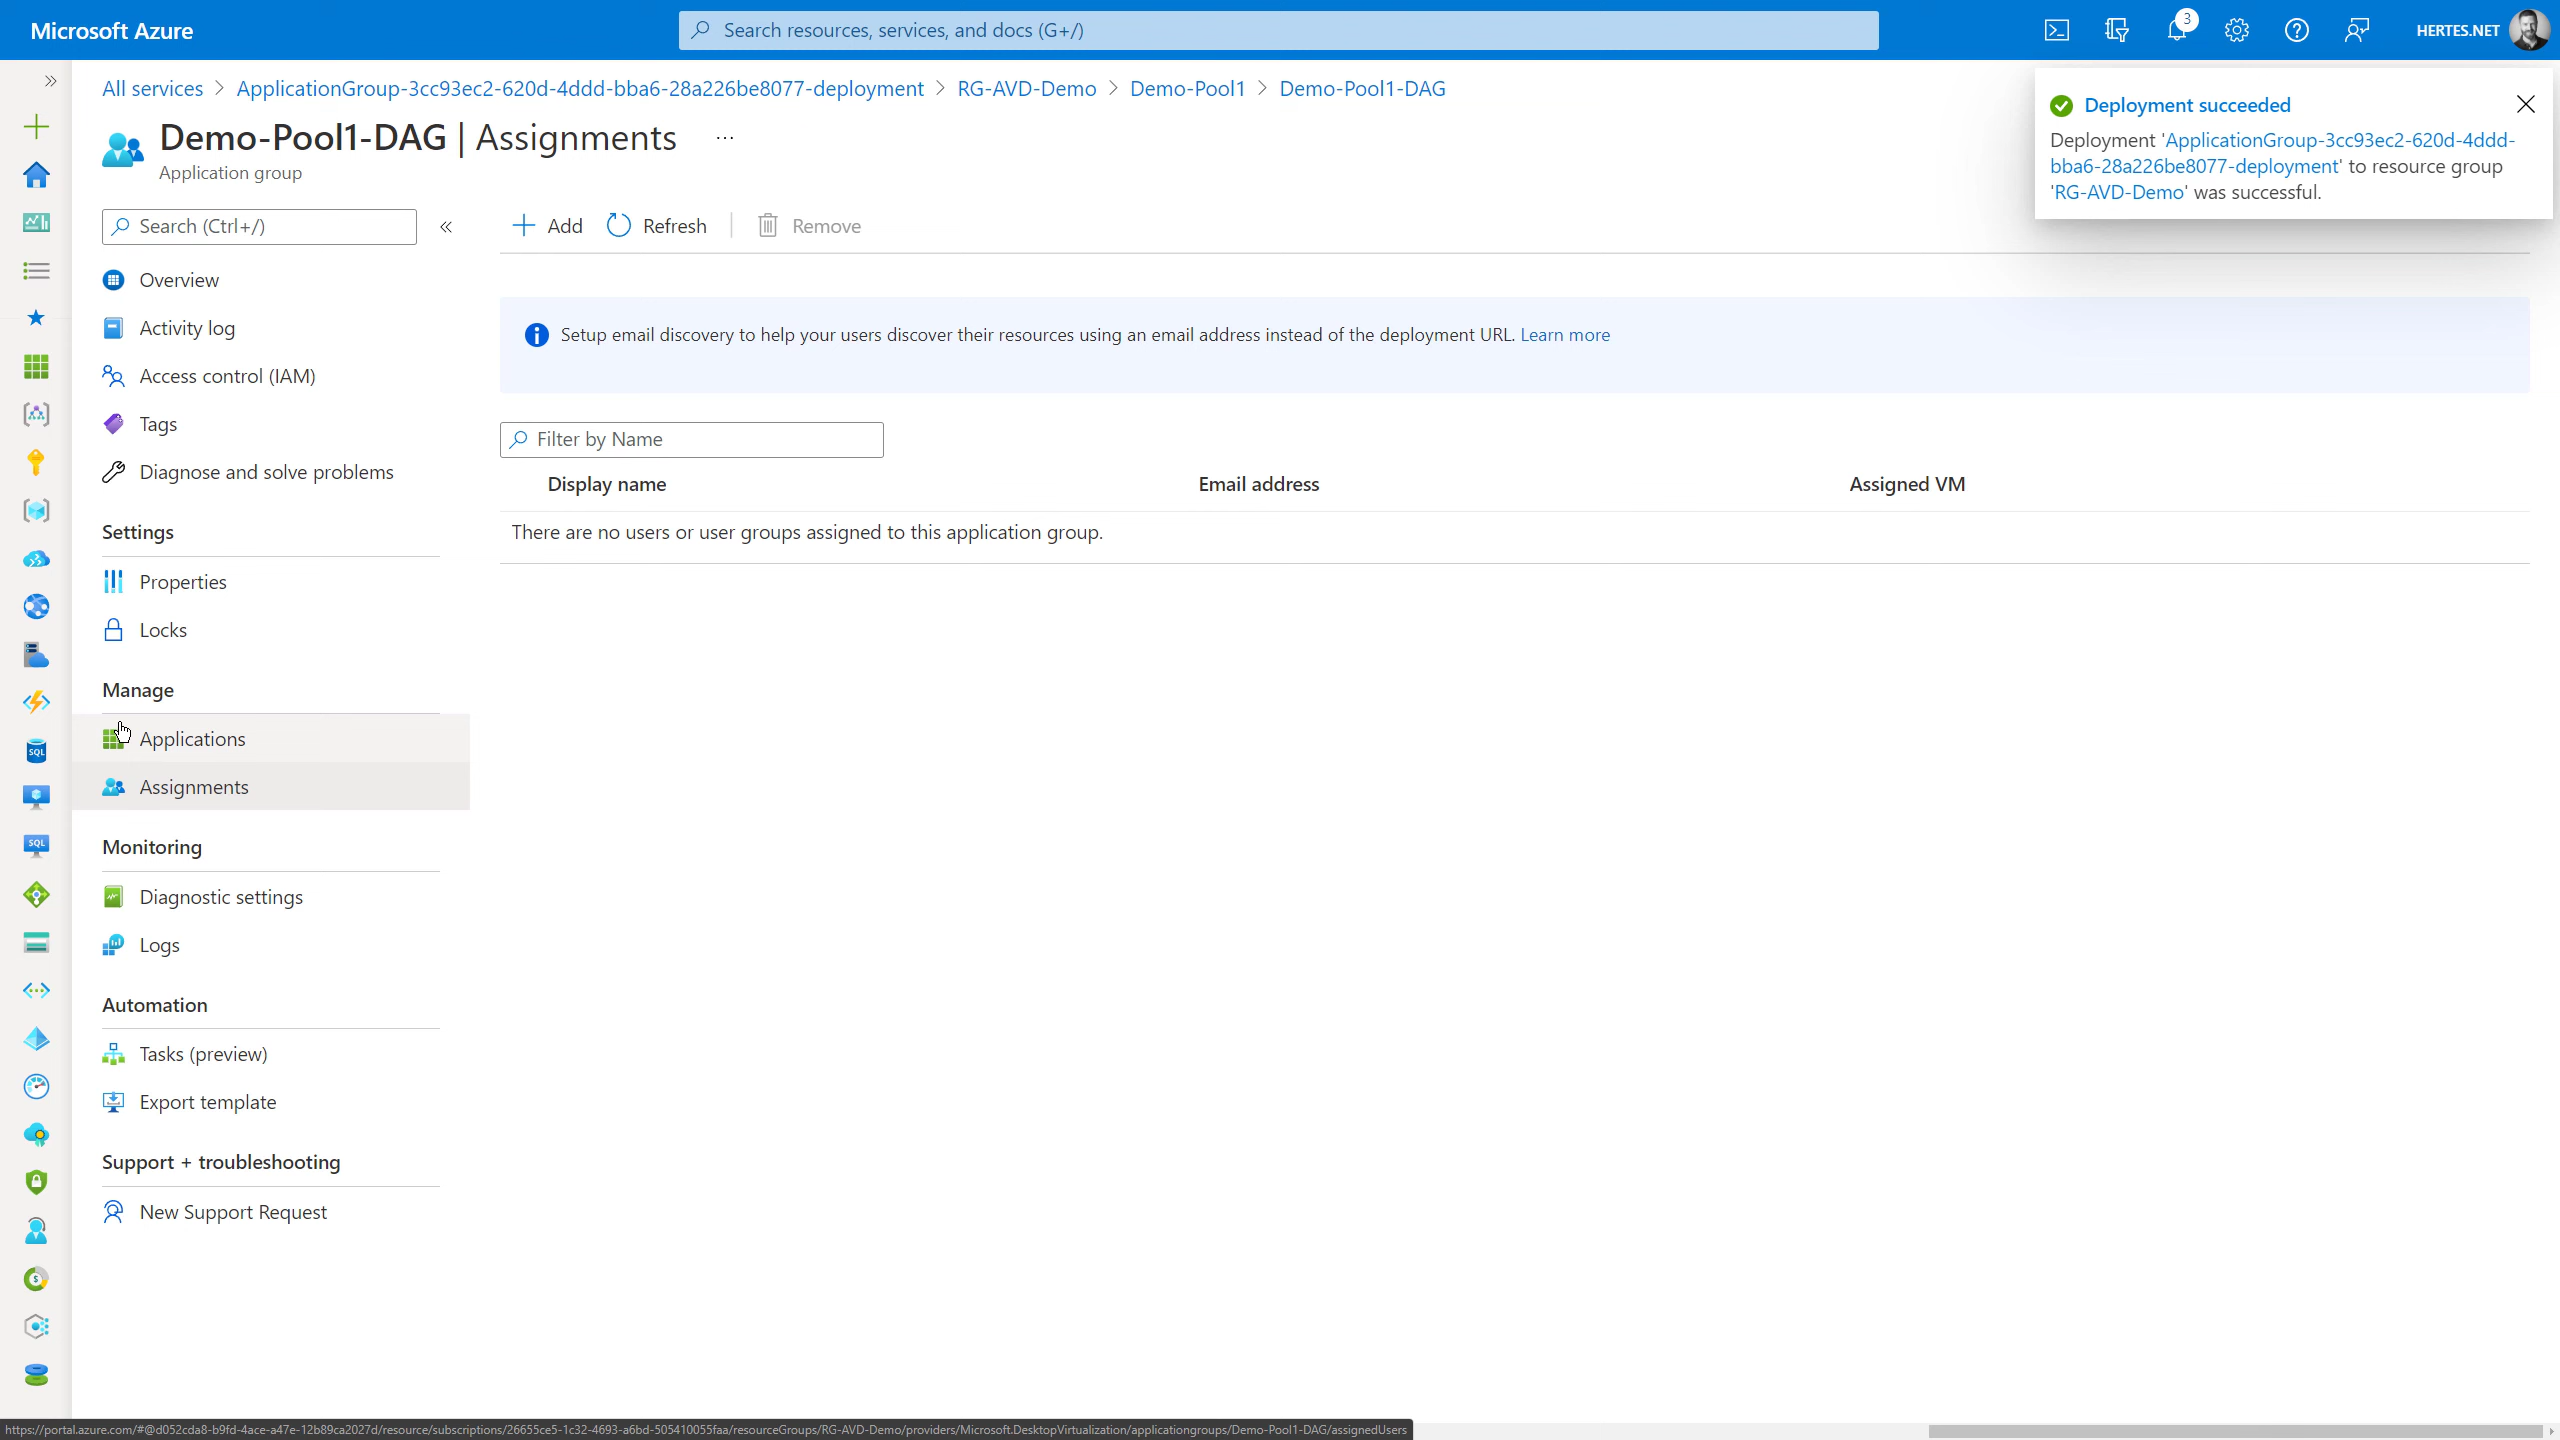 Microsoft Azure
Search resources, services, and docs (G+/)
3
HERTES.NET
All services > ApplicationGroup-3cc93ec2-620d-4ddd-bba6-28a226be8077-deployment > RG-AVD-Demo > Demo-Pool1 > Demo-Pool1-DAG
Demo-Pool1-DAG | Assignments ...
Application group
Deployment succeeded
Deployment 'ApplicationGroup-3cc93ec2-620d-4ddd-
bba6-28a226be8077-deployment' to resource group
'RG-AVD-Demo' was successful.
Search (Ctrl+/)
Add
Refresh
Remove
Overview
Activity log
Access control (IAM)
Tags
Diagnose and solve problems
Settings
Properties
Locks
Manage
Applications
Assignments
Monitoring
Diagnostic settings
Logs
Automation
Tasks (preview)
Export template
Support + troubleshooting
New Support Request
Setup email discovery to help your users discover their resources using an email address instead of the deployment URL. Learn more
Filter by Name
Display name Email address Assigned VM
There are no users or user groups assigned to this application group.
SQL
SQL
https://portal.azure.com/#@d052cda8-b9fd-4ace-a47e-12b89ca2027d/resource/subscriptions/26655ce5-1c32-4693-a6bd-505410055faa/resourceGroups/RG-AVD-Demo/providers/Microsoft.DesktopVirtualization/applicationgroups/Demo-Pool1-DAG/assignedUsers